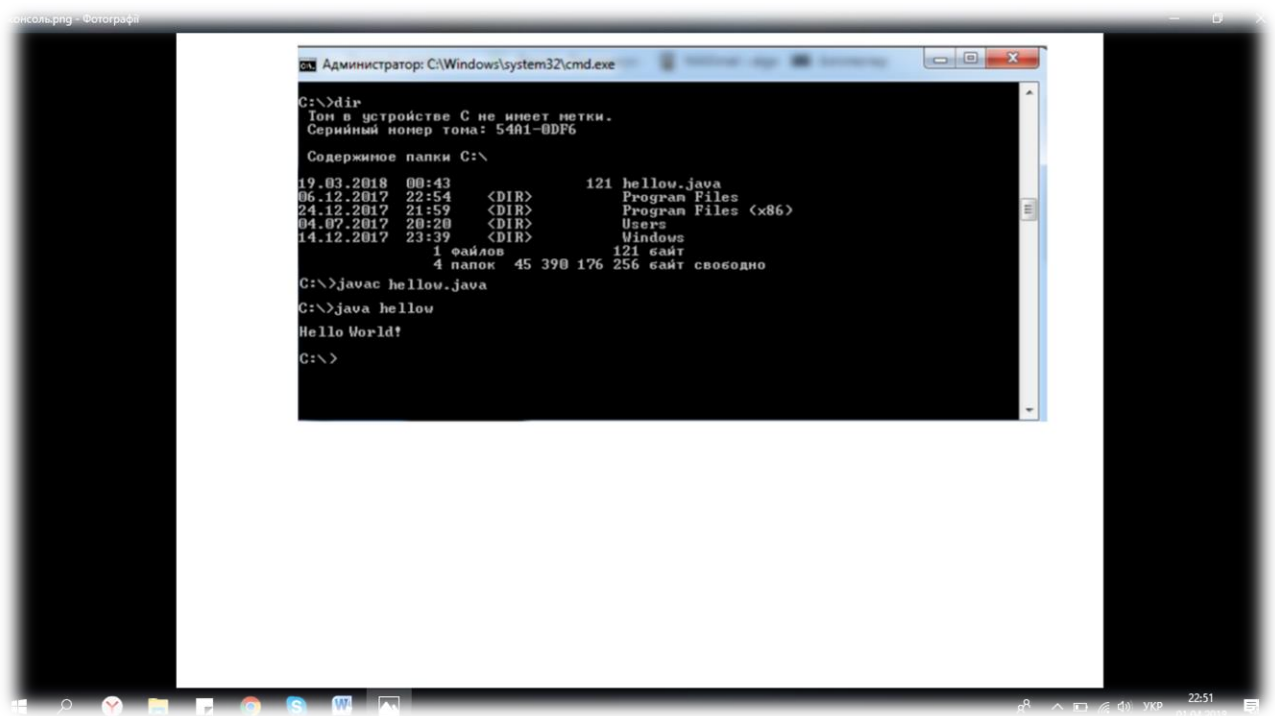 консоль.png - Фотографії
Администратор: C:\Windows\system32\cmd.exe
C:\>dir
Том в устройстве C не имеет метки.
Серийный номер тома: 54A1-0DF6
Содержимое папки C:\
19.03.2018 00:43 121 hellow.java
06.12.2017 22:54 <DIR> Program Files
24.12.2017 21:59 <DIR> Program Files (x86)
04.07.2017 20:20 <DIR> Users
14.12.2017 23:39 <DIR> Windows
1 файлов 121 байт
4 папок 45 390 176 256 байт свободно
C:\>javac hellow.java
C:\>java hellow
Hello World!
C:\>
УКР
22:51